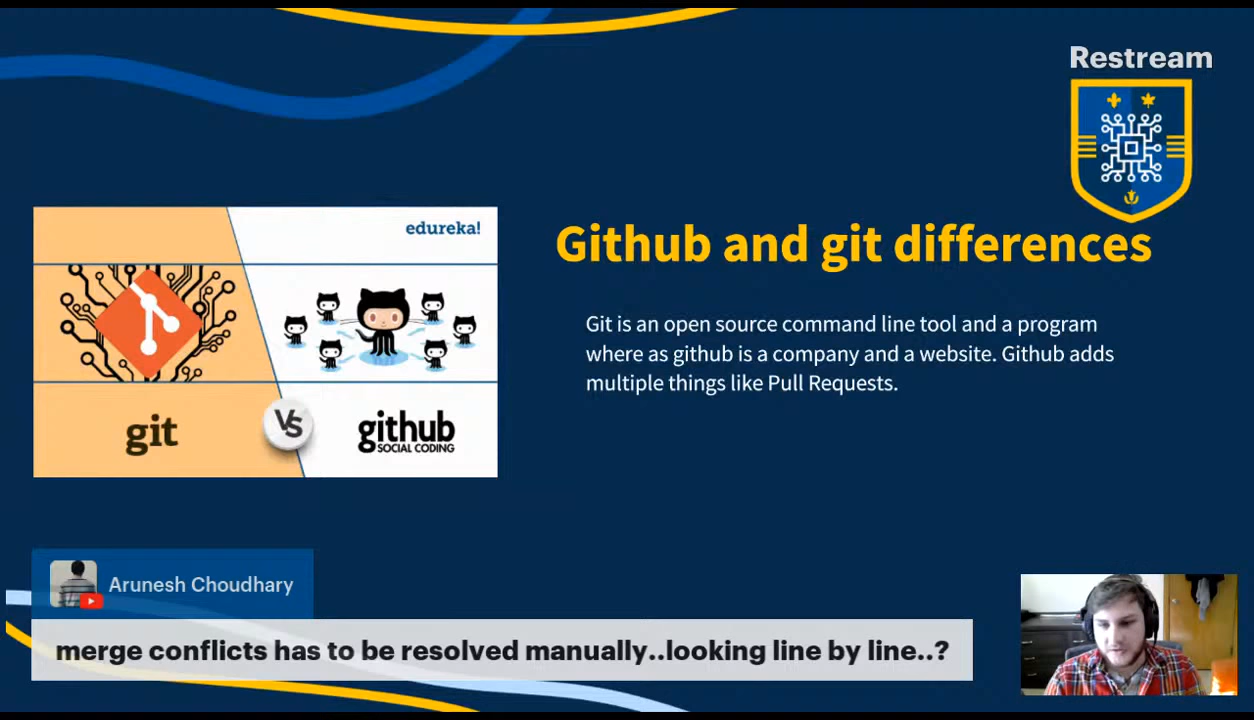 Restream
edureka!
Github and git differences
Git is an open source command line tool and a program
where as github is a company and a website. Github adds
multiple things like Pull Requests.
git
VS
github
SOCIAL CODING
Arunesh Choudhary
merge conflicts has to be resolved manually..looking line by line..?